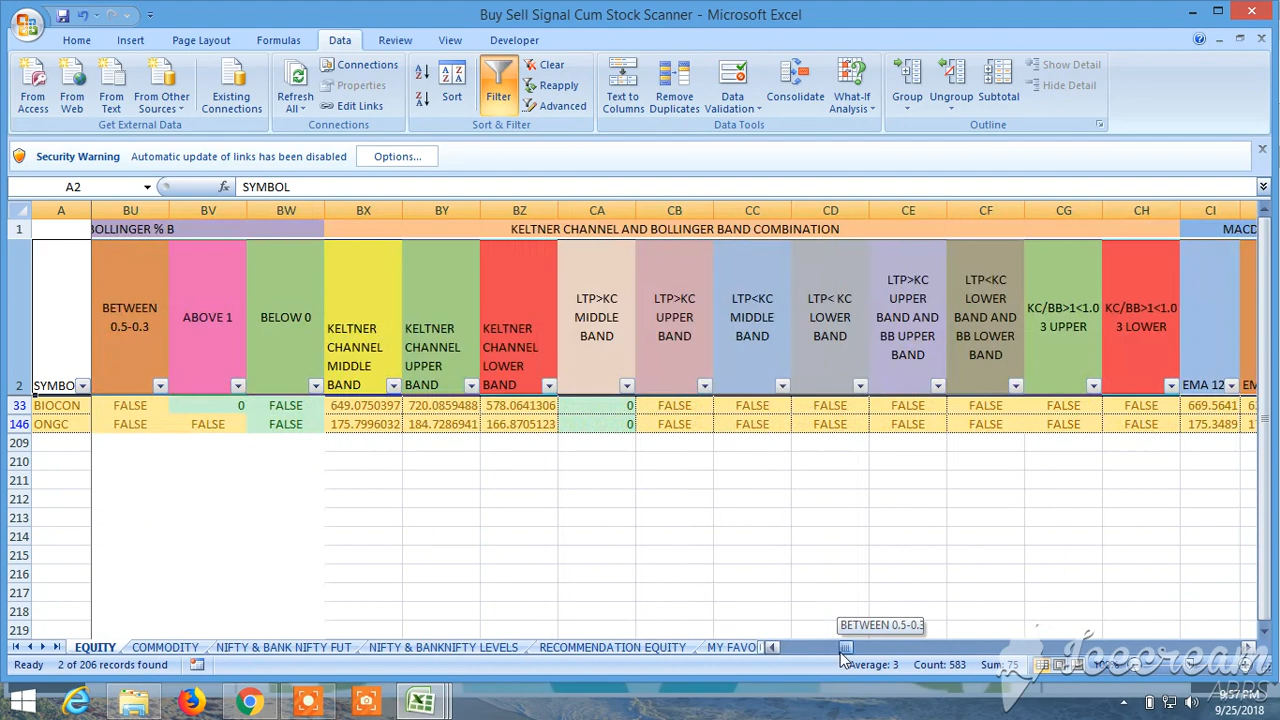 Buy Sell Signal Cum Stock Scanner - Microsoft Excel
Home Insert Page Layout Formulas Data Review View Developer
From Access
From Web
From Text
From Other Sources
Existing Connections
Get External Data
Refresh All
Connections
Properties
Edit Links
Connections
Sort
Filter
Clear
Reapply
Advanced
Sort & Filter
Text to Columns
Remove Duplicates
Data Validation
Consolidate
What-If Analysis
Data Tools
Group
Ungroup
Subtotal
Show Detail
Hide Detail
Outline
Security Warning Automatic update of links has been disabled Options...
A2 fx SYMBOL
A BU BV BW BX BY BZ CA CB CC CD CE CF CG CH CI
1 BOLLINGER % B KELTNER CHANNEL AND BOLLINGER BAND COMBINATION MACD
2
SYMBO
BETWEEN 0.5-0.3
ABOVE 1
BELOW 0
KELTNER CHANNEL MIDDLE BAND
KELTNER CHANNEL UPPER BAND
KELTNER CHANNEL LOWER BAND
LTP>KC MIDDLE BAND
LTP>KC UPPER BAND
LTP<KC MIDDLE BAND
LTP< KC LOWER BAND
LTP>KC UPPER BAND AND BB UPPER BAND
LTP<KC LOWER BAND AND BB LOWER BAND
KC/BB>1<1.03 UPPER
KC/BB>1<1.03 LOWER
EMA 12
33 BIOCON FALSE 0 FALSE 649.0750397 720.0859488 578.0641306 0 FALSE FALSE FALSE FALSE FALSE FALSE FALSE 669.5641
146 ONGC FALSE FALSE FALSE 175.7996032 184.7286941 166.8705123 0 FALSE FALSE FALSE FALSE FALSE FALSE FALSE 175.3489
209
210
211
212
213
214
215
216
217
218
219
BETWEEN 0.5-0.3
EQUITY COMMODITY NIFTY & BANK NIFTY FUT NIFTY & BANKNIFTY LEVELS RECOMMENDATION EQUITY MY FAVO
Ready 2 of 206 records found Average: 3 Count: 583 Sum: 75
Icecream
APPS
9:57 PM
9/25/2018